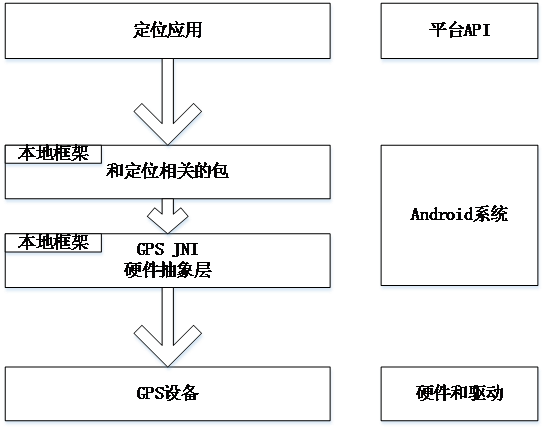 定位应用
平台API
本地框架
和定位相关的包
Android系统
本地框架
GPS JNI
硬件抽象层
GPS设备
硬件和驱动